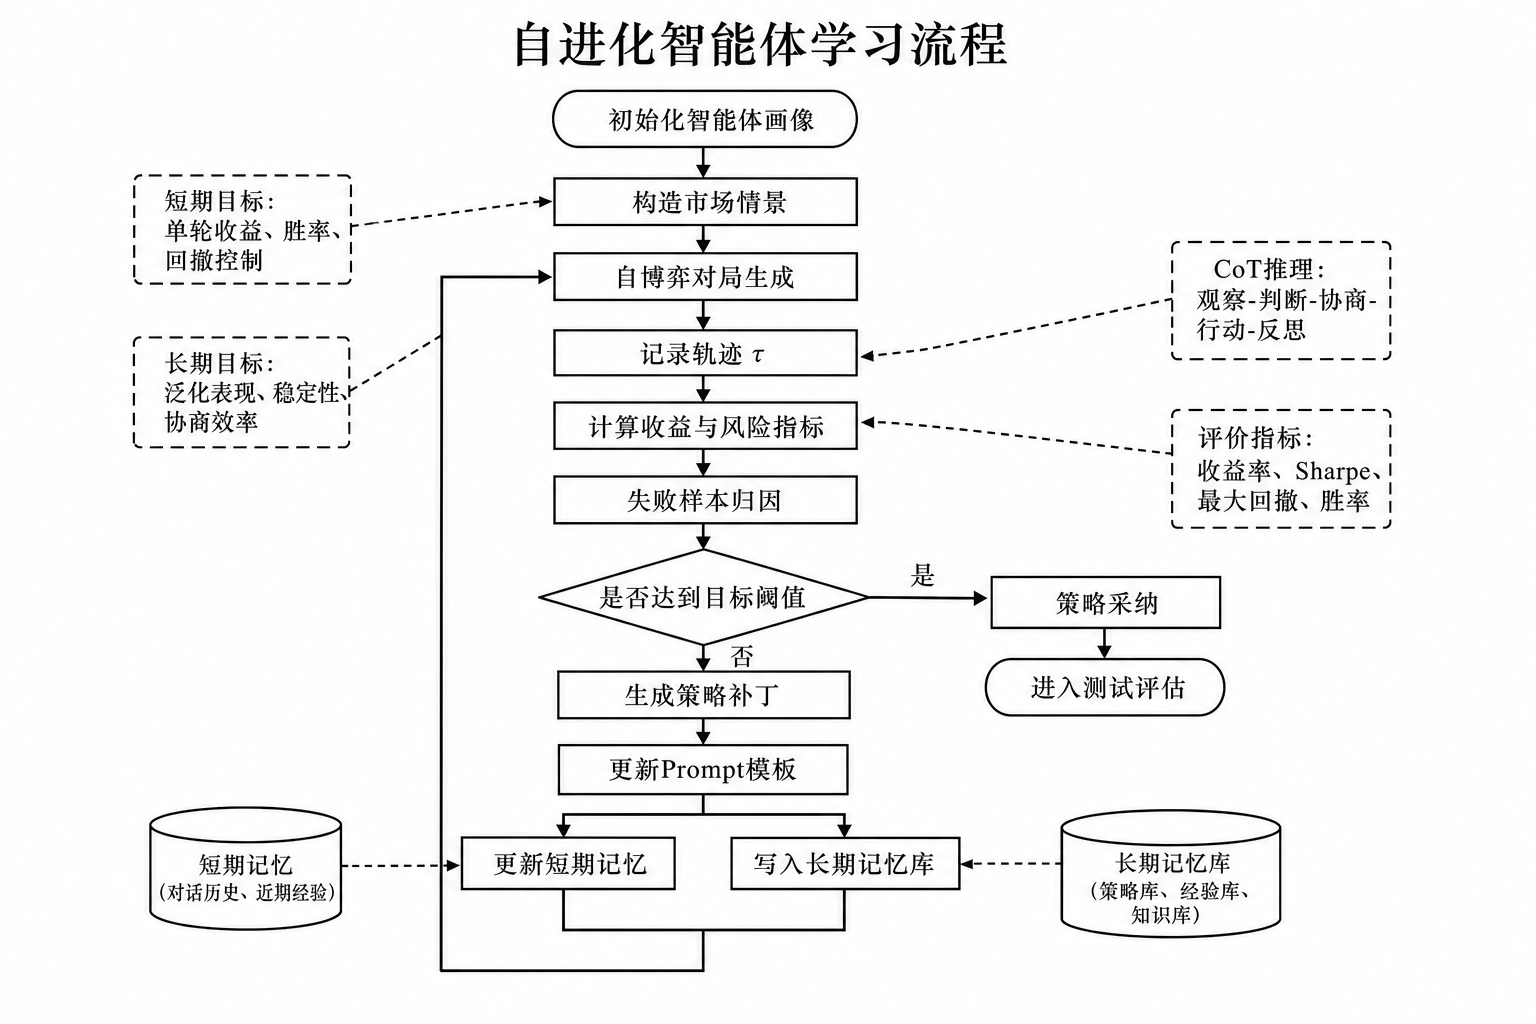 自进化智能体学习流程
初始化智能体画像
构造市场情景
短期目标：
单轮收益、胜率、
回撤控制
自博弈对局生成
CoT推理：
观察-判断-协商-
行动-反思
记录轨迹 τ
长期目标：
泛化表现、稳定性、
协商效率
计算收益与风险指标
评价指标：
收益率、Sharpe、
最大回撤、胜率
失败样本归因
是否达到目标阈值
是
策略采纳
否
进入测试评估
生成策略补丁
更新Prompt模板
短期记忆
（对话历史、近期经验）
更新短期记忆
写入长期记忆库
长期记忆库
（策略库、经验库、
知识库）